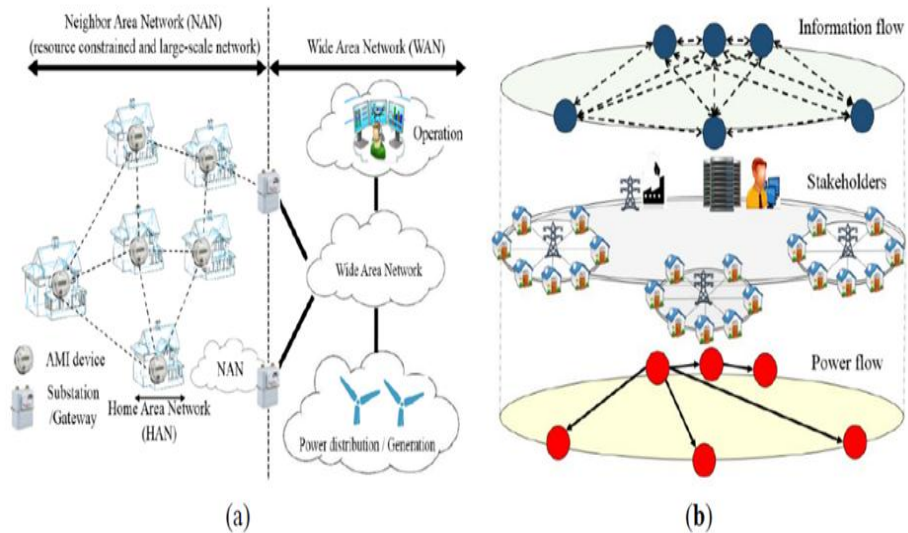 Neighbor Area Network (NAN)
(resource constrained and large-scale network)
Wide Area Network (WAN)
Operation
Wide Area Network
AMI device
Substation
/Gateway
NAN
Home Area Network
(HAN)
Power distribution / Generation
(a)
Information flow
Stakeholders
Power flow
(b)